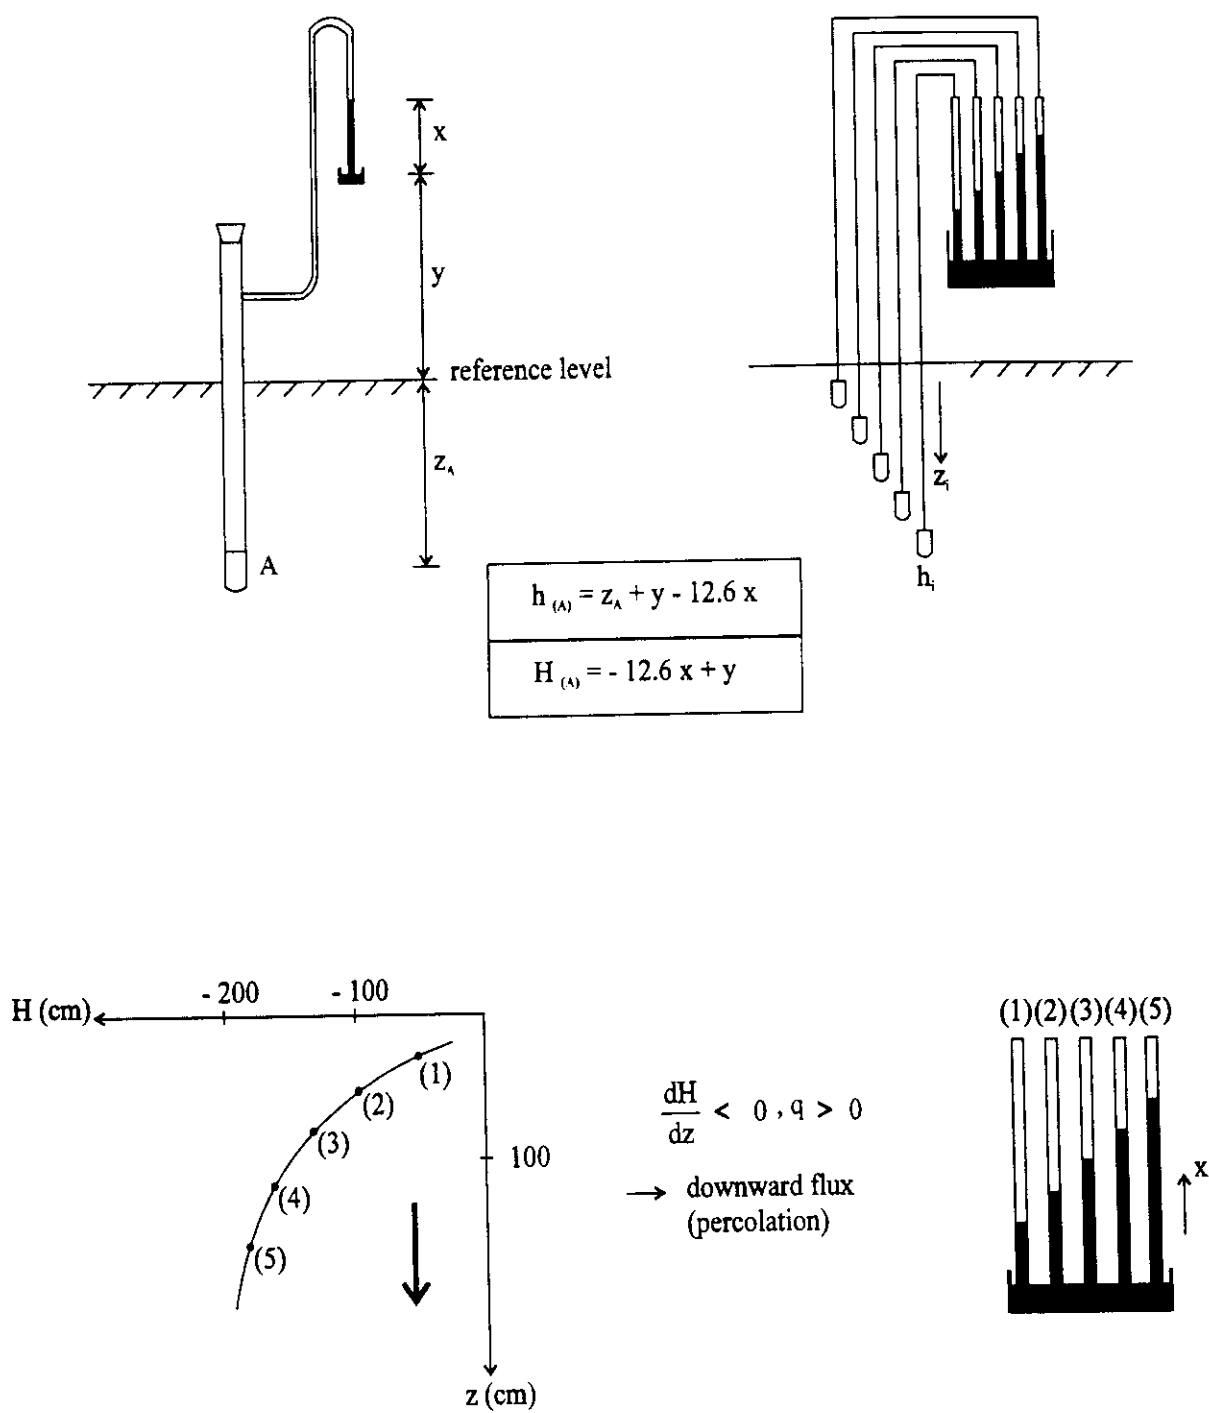 x
y
reference level
z_A
A
z_i
h_i
h_(A) = z_A + y - 12.6 x
H_(A) = - 12.6 x + y
H (cm)
- 200
- 100
(1)
(2)
(3)
(4)
(5)
100
z (cm)
dH
dz
< 0 , q > 0
→ downward flux
(percolation)
(1)(2)(3)(4)(5)
x